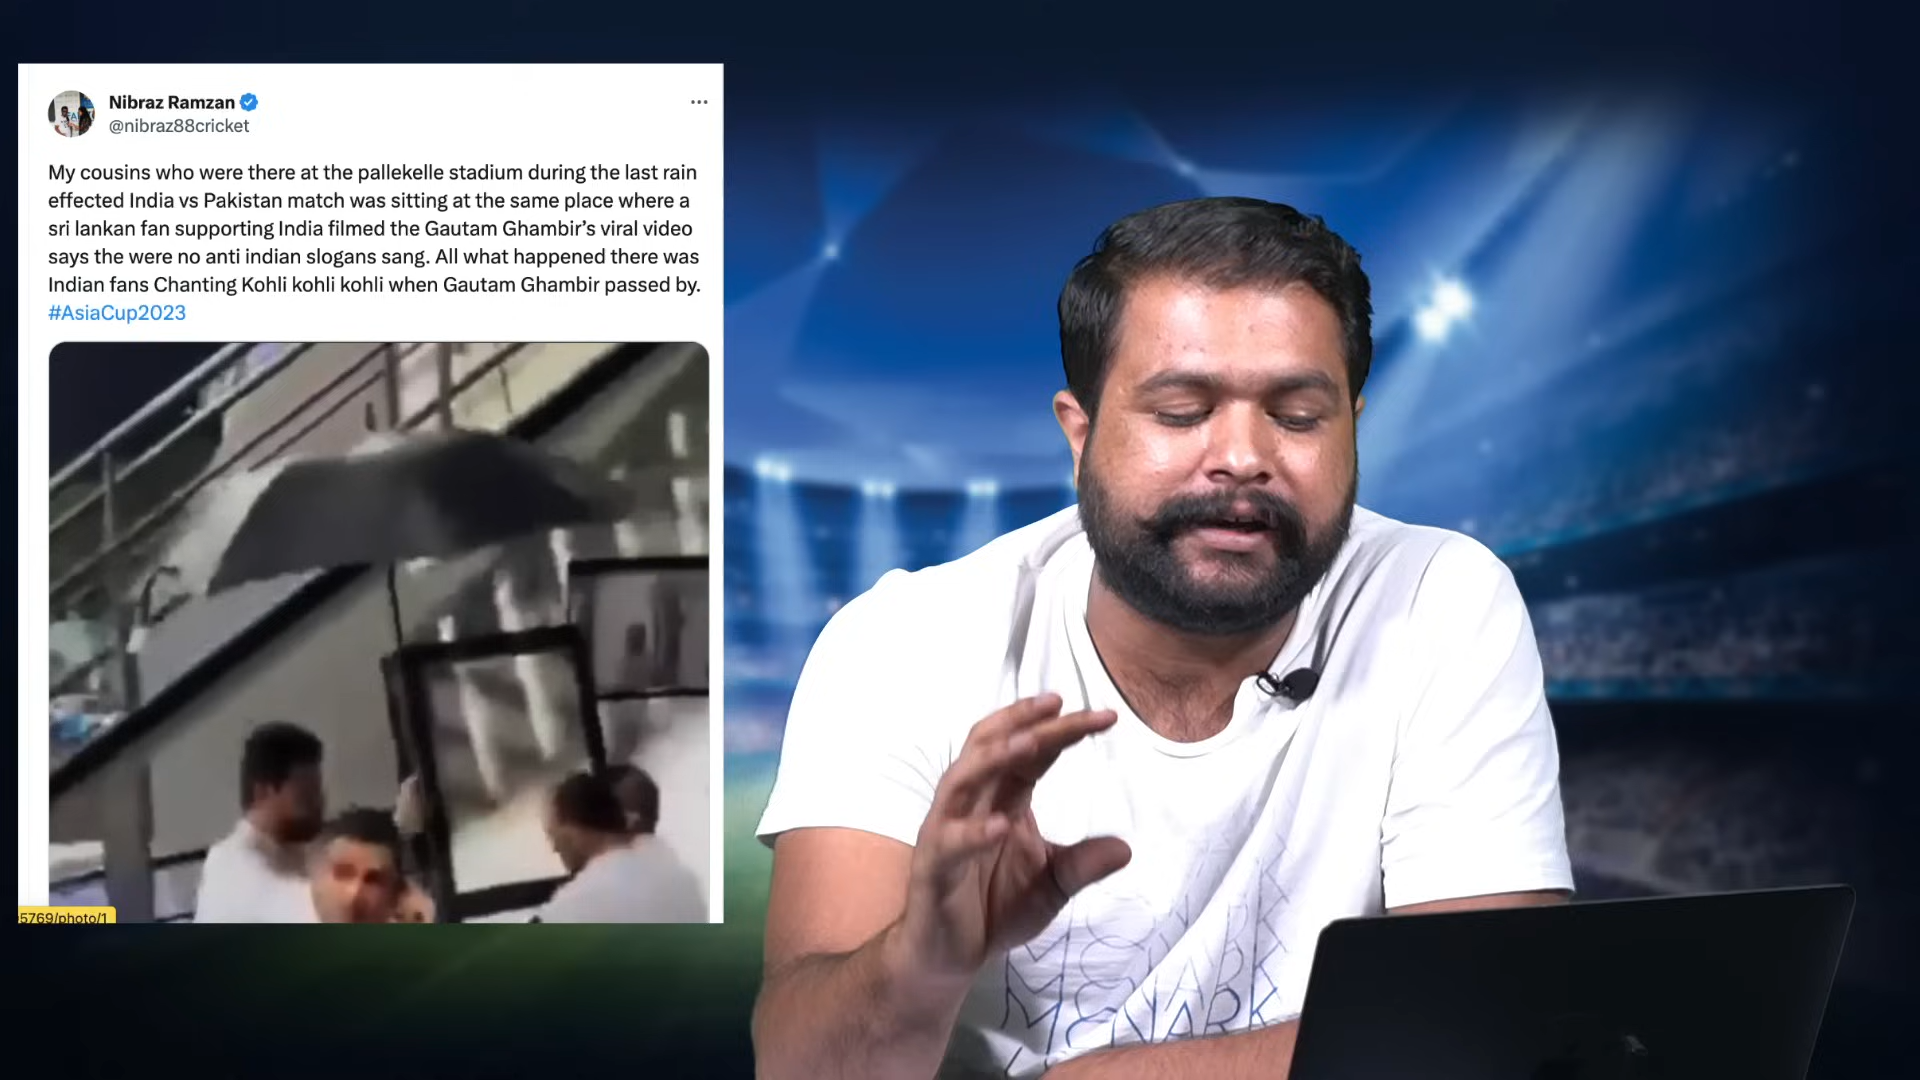 Nibraz Ramzan
@nibraz88cricket
My cousins who were there at the pallekelle stadium during the last rain
effected India vs Pakistan match was sitting at the same place where a
sri lankan fan supporting India filmed the Gautam Ghambir’s viral video
says the were no anti indian slogans sang. All what happened there was
Indian fans Chanting Kohli kohli kohli when Gautam Ghambir passed by.
#AsiaCup2023
5769/photo/1